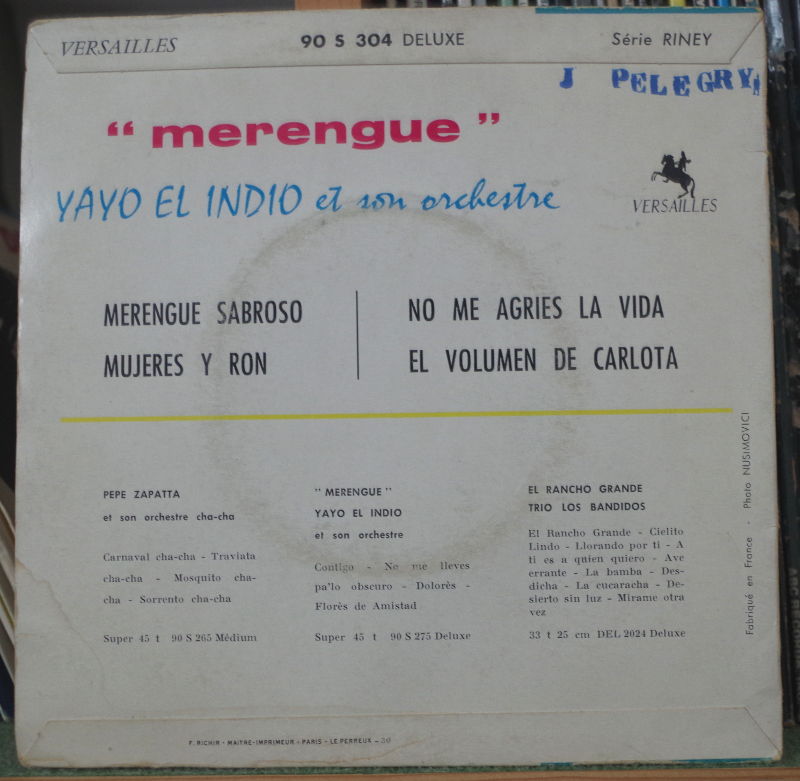 VERSAILLES 90 S 304 DELUXE Série RINEY
J PELEGRY
" merengue "
YAYO EL INDIO et son orchestre
VERSAILLES
MERENGUE SABROSO
MUJERES Y RON
NO ME AGRIES LA VIDA
EL VOLUMEN DE CARLOTA
PEPE ZAPATTA
et son orchestre cha-cha
Carnaval cha-cha - Traviata
cha-cha - Mosquito cha-
cha - Sorrento cha-cha
Super 45 t 90 S 265 Médium
" MERENGUE "
YAYO EL INDIO
et son orchestre
Contigo - No me lleves
pa'lo obscuro - Dolorès -
Florès de Amistad
Super 45 t 90 S 275 Deluxe
EL RANCHO GRANDE
TRIO LOS BANDIDOS
El Rancho Grande - Cielito
Lindo - Llorando por ti - A
ti es a quien quiero - Ave
errante - La bamba - Des-
dicha - La cucaracha - De-
sierto sin luz - Mirame otra
vez
33 t 25 cm DEL 2024 Deluxe
Fabriqué en France - Photo NUSIMOVICI
F. BICHIR - MAITRE-IMPRIMEUR - PARIS - LE PERREUX - 30